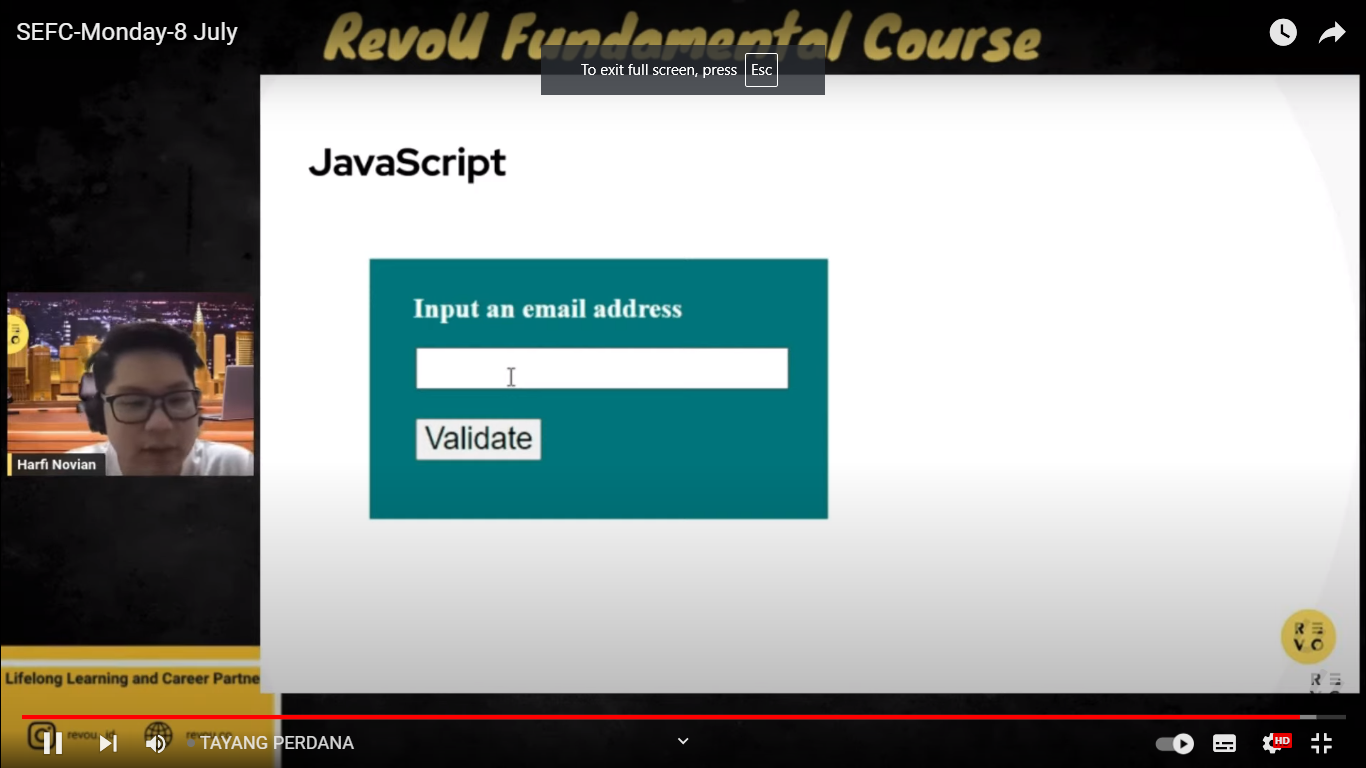 SEFC-Monday-8 July
RevoU Fundamental Course
To exit full screen, press Esc
JavaScript
Input an email address
Validate
Harfi Novian
R
VO
R
Lifelong Learning and Career Partne
TAYANG PERDANA
HD